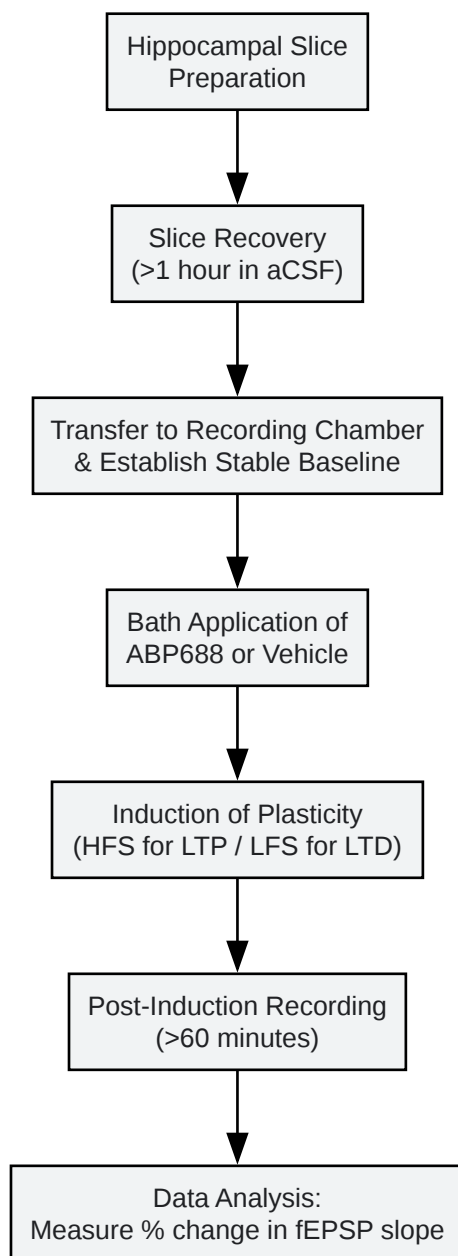 Hippocampal Slice
Preparation
Slice Recovery
(>1 hour in aCSF)
Transfer to Recording Chamber
& Establish Stable Baseline
Bath Application of
ABP688 or Vehicle
Induction of Plasticity
(HFS for LTP / LFS for LTD)
Post-Induction Recording
(>60 minutes)
Data Analysis:
Measure % change in fEPSP slope